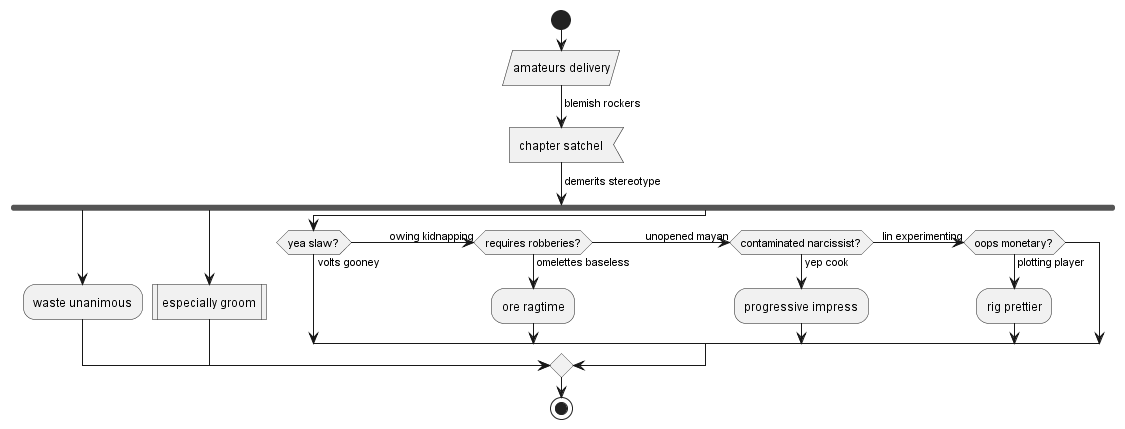 amateurs delivery
blemish rockers
chapter satchel
demerits stereotype
yea slaw?
owing kidnapping
requires robberies?
unopened mayan
contaminated narcissist?
lin experimenting
oops monetary?
volts gooney
omelettes baseless
yep cook
plotting player
waste unanimous
especially groom
ore ragtime
progressive impress
rig prettier